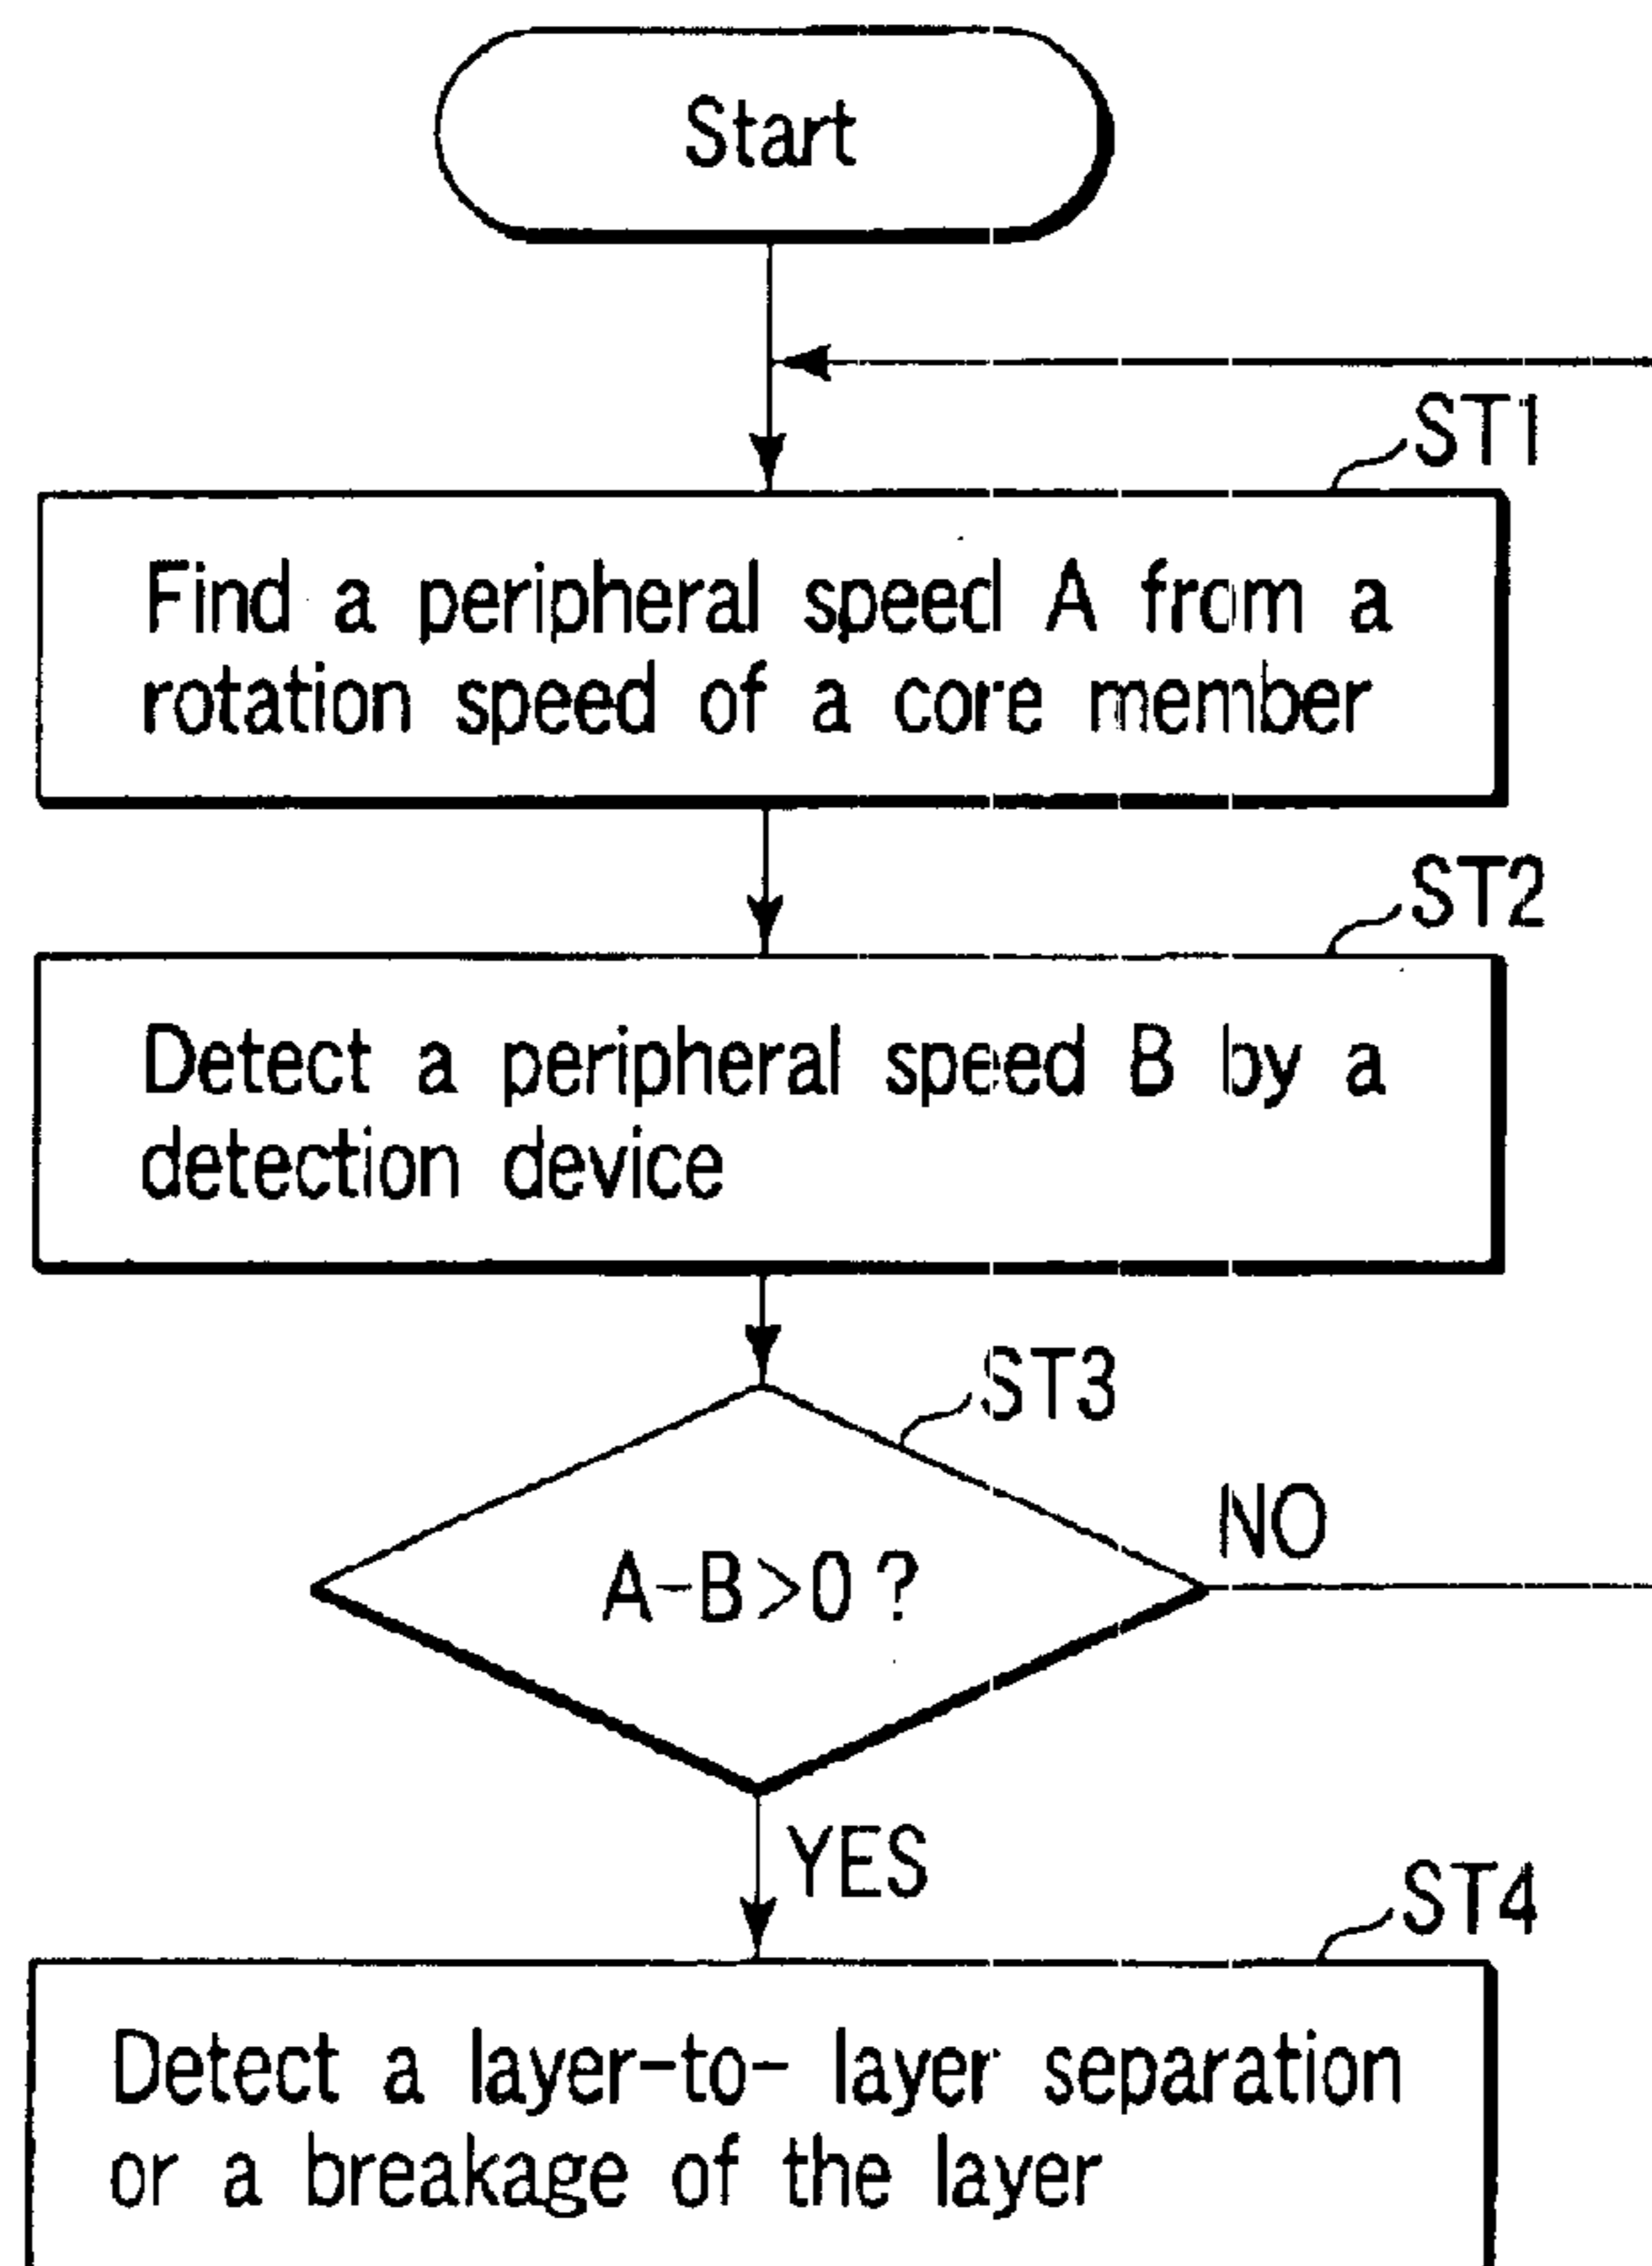 Start
ST1
Find a peripheral speed A from a
rotation speed of a core member
ST2
Detect a peripheral speed B by a
detection device
ST3
A-B>0 ?
NO
YES
ST4
Detect a layer-to- layer separation
or a breakage of the layer